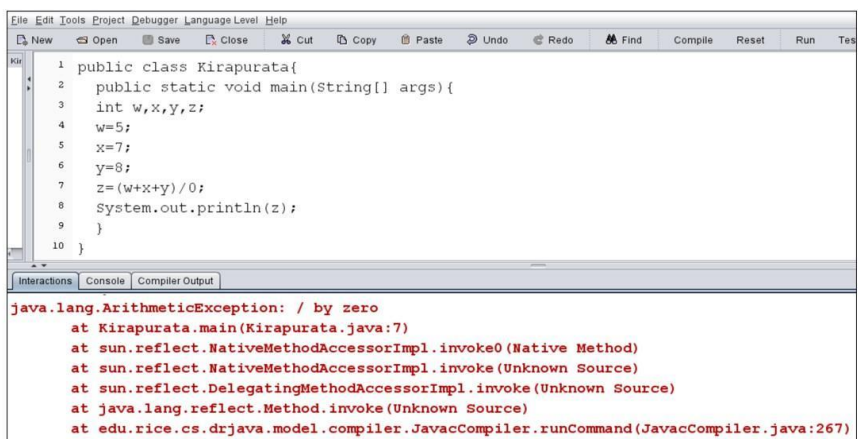 File Edit Tools Project Debugger Language Level Help
New Open Save Close Cut Copy Paste Undo Redo Find Compile Reset Run Tes
Kir
1 public class Kirapurata{
2 public static void main(String[] args){
3 int w,x,y,z;
4 w=5;
5 x=7;
6 y=8;
7 z=(w+x+y)/0;
8 System.out.println(z);
9 }
10 }
Interactions Console Compiler Output
java.lang.ArithmeticException: / by zero
at Kirapurata.main(Kirapurata.java:7)
at sun.reflect.NativeMethodAccessorImpl.invoke0(Native Method)
at sun.reflect.NativeMethodAccessorImpl.invoke(Unknown Source)
at sun.reflect.DelegatingMethodAccessorImpl.invoke(Unknown Source)
at java.lang.reflect.Method.invoke(Unknown Source)
at edu.rice.cs.drjava.model.compiler.JavacCompiler.runCommand(JavacCompiler.java:267)